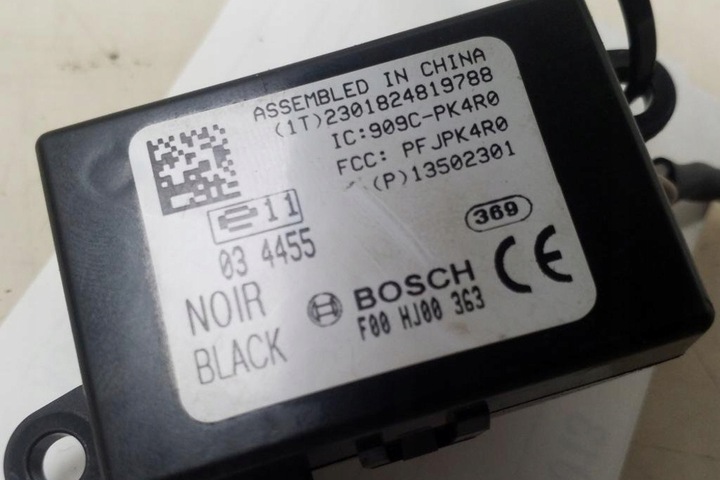 ASSEMBLED IN CHINA
(1T)2301824819788
IC:909C-PK4R0
FCC: PFJPK4R0
(P)13502301
e11
03 4455
369
NOIR
BLACK
BOSCH
F00 HJ00 363
CE